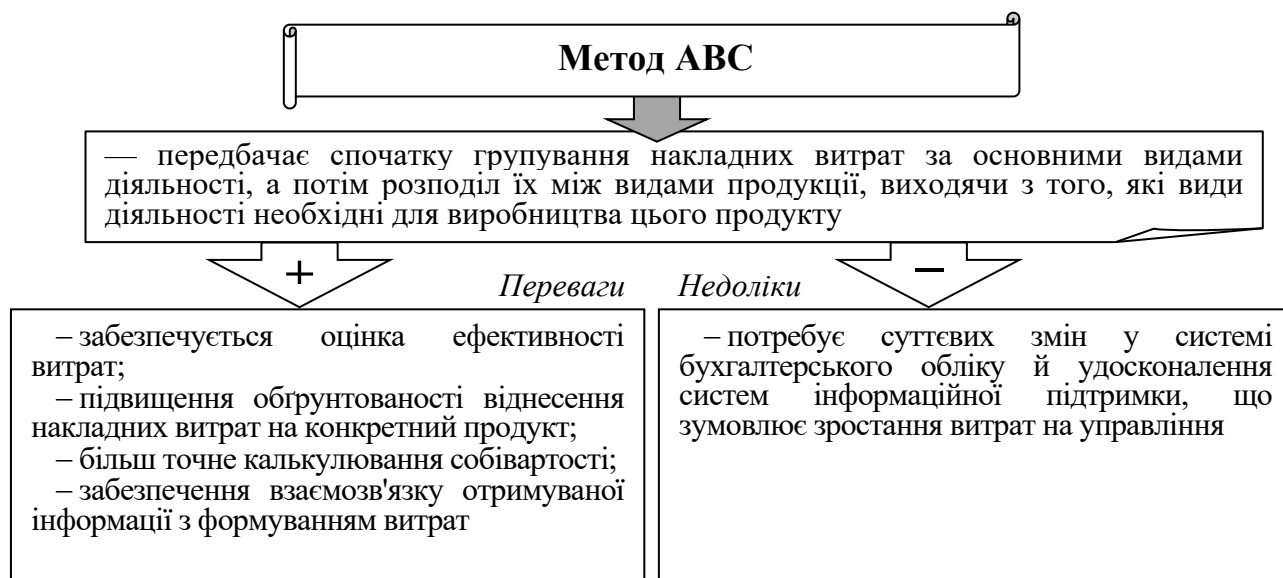 Метод АВС
— передбачає спочатку групування накладних витрат за основними видами
діяльності, а потім розподіл їх між видами продукції, виходячи з того, які види
діяльності необхідні для виробництва цього продукту
+
–
Переваги
Недоліки
– забезпечується оцінка ефективності
витрат;
– підвищення обґрунтованості віднесення
накладних витрат на конкретний продукт;
– більш точне калькулювання собівартості;
– забезпечення взаємозв'язку отримуваної
інформації з формуванням витрат
– потребує суттєвих змін у системі
бухгалтерського обліку й удосконалення
систем інформаційної підтримки, що
зумовлює зростання витрат на управління